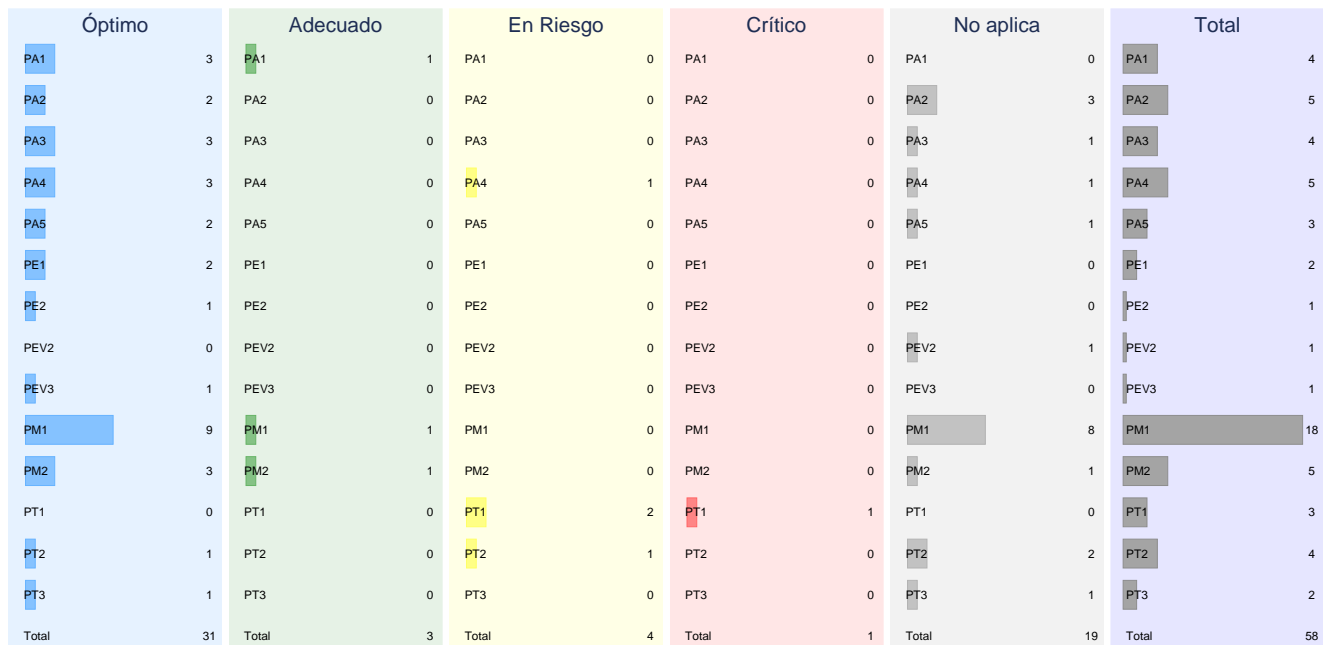 Óptimo Adecuado En Riesgo Crítico No aplica Total
PA1 3 PA1 1 PA1 0 PA1 0 PA1 0 PA1 4
PA2 2 PA2 0 PA2 0 PA2 0 PA2 3 PA2 5
PA3 3 PA3 0 PA3 0 PA3 0 PA3 1 PA3 4
PA4 3 PA4 0 PA4 1 PA4 0 PA4 1 PA4 5
PA5 2 PA5 0 PA5 0 PA5 0 PA5 1 PA5 3
PE1 2 PE1 0 PE1 0 PE1 0 PE1 0 PE1 2
PE2 1 PE2 0 PE2 0 PE2 0 PE2 0 PE2 1
PEV2 0 PEV2 0 PEV2 0 PEV2 0 PEV2 1 PEV2 1
PEV3 1 PEV3 0 PEV3 0 PEV3 0 PEV3 0 PEV3 1
PM1 9 PM1 1 PM1 0 PM1 0 PM1 8 PM1 18
PM2 3 PM2 1 PM2 0 PM2 0 PM2 1 PM2 5
PT1 0 PT1 0 PT1 2 PT1 1 PT1 0 PT1 3
PT2 1 PT2 0 PT2 1 PT2 0 PT2 2 PT2 4
PT3 1 PT3 0 PT3 0 PT3 0 PT3 1 PT3 2
Total 31 Total 3 Total 4 Total 1 Total 19 Total 58